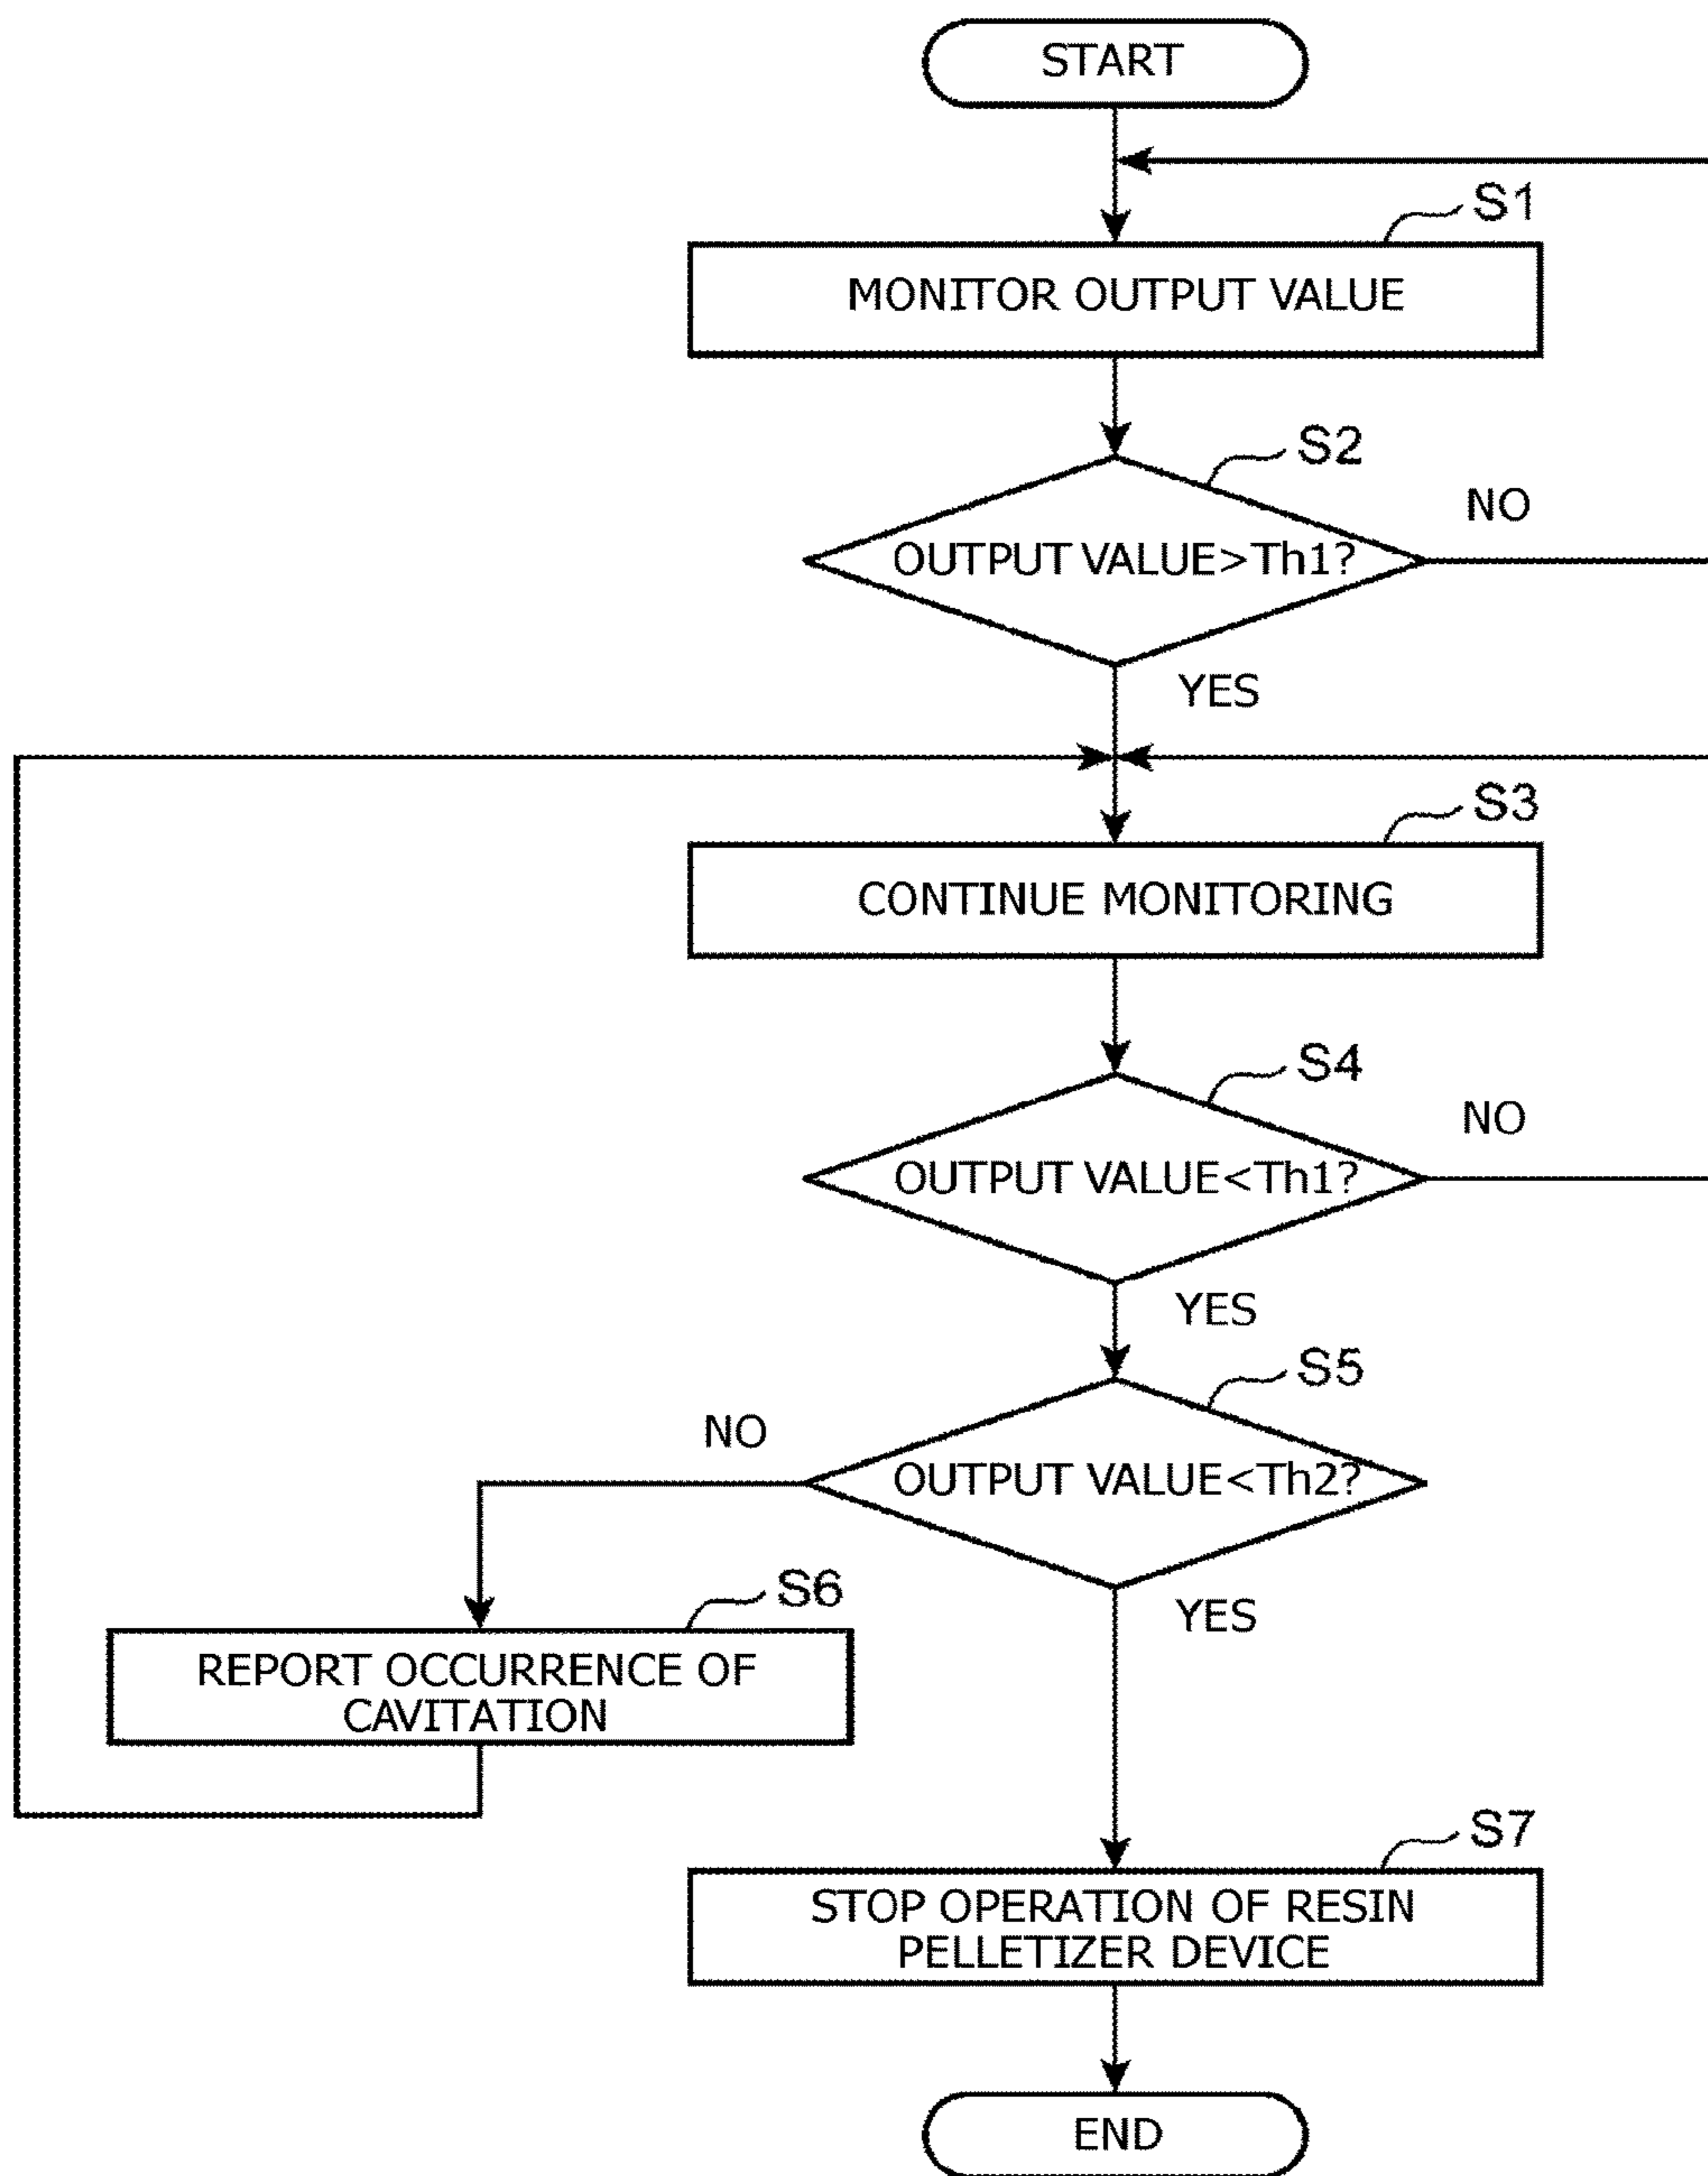 START
S1
MONITOR OUTPUT VALUE
S2
NO
OUTPUT VALUE>Th1?
YES
S3
CONTINUE MONITORING
S4
NO
OUTPUT VALUE<Th1?
YES
S5
NO
OUTPUT VALUE<Th2?
S6
YES
REPORT OCCURRENCE OF
CAVITATION
S7
STOP OPERATION OF RESIN
PELLETIZER DEVICE
END